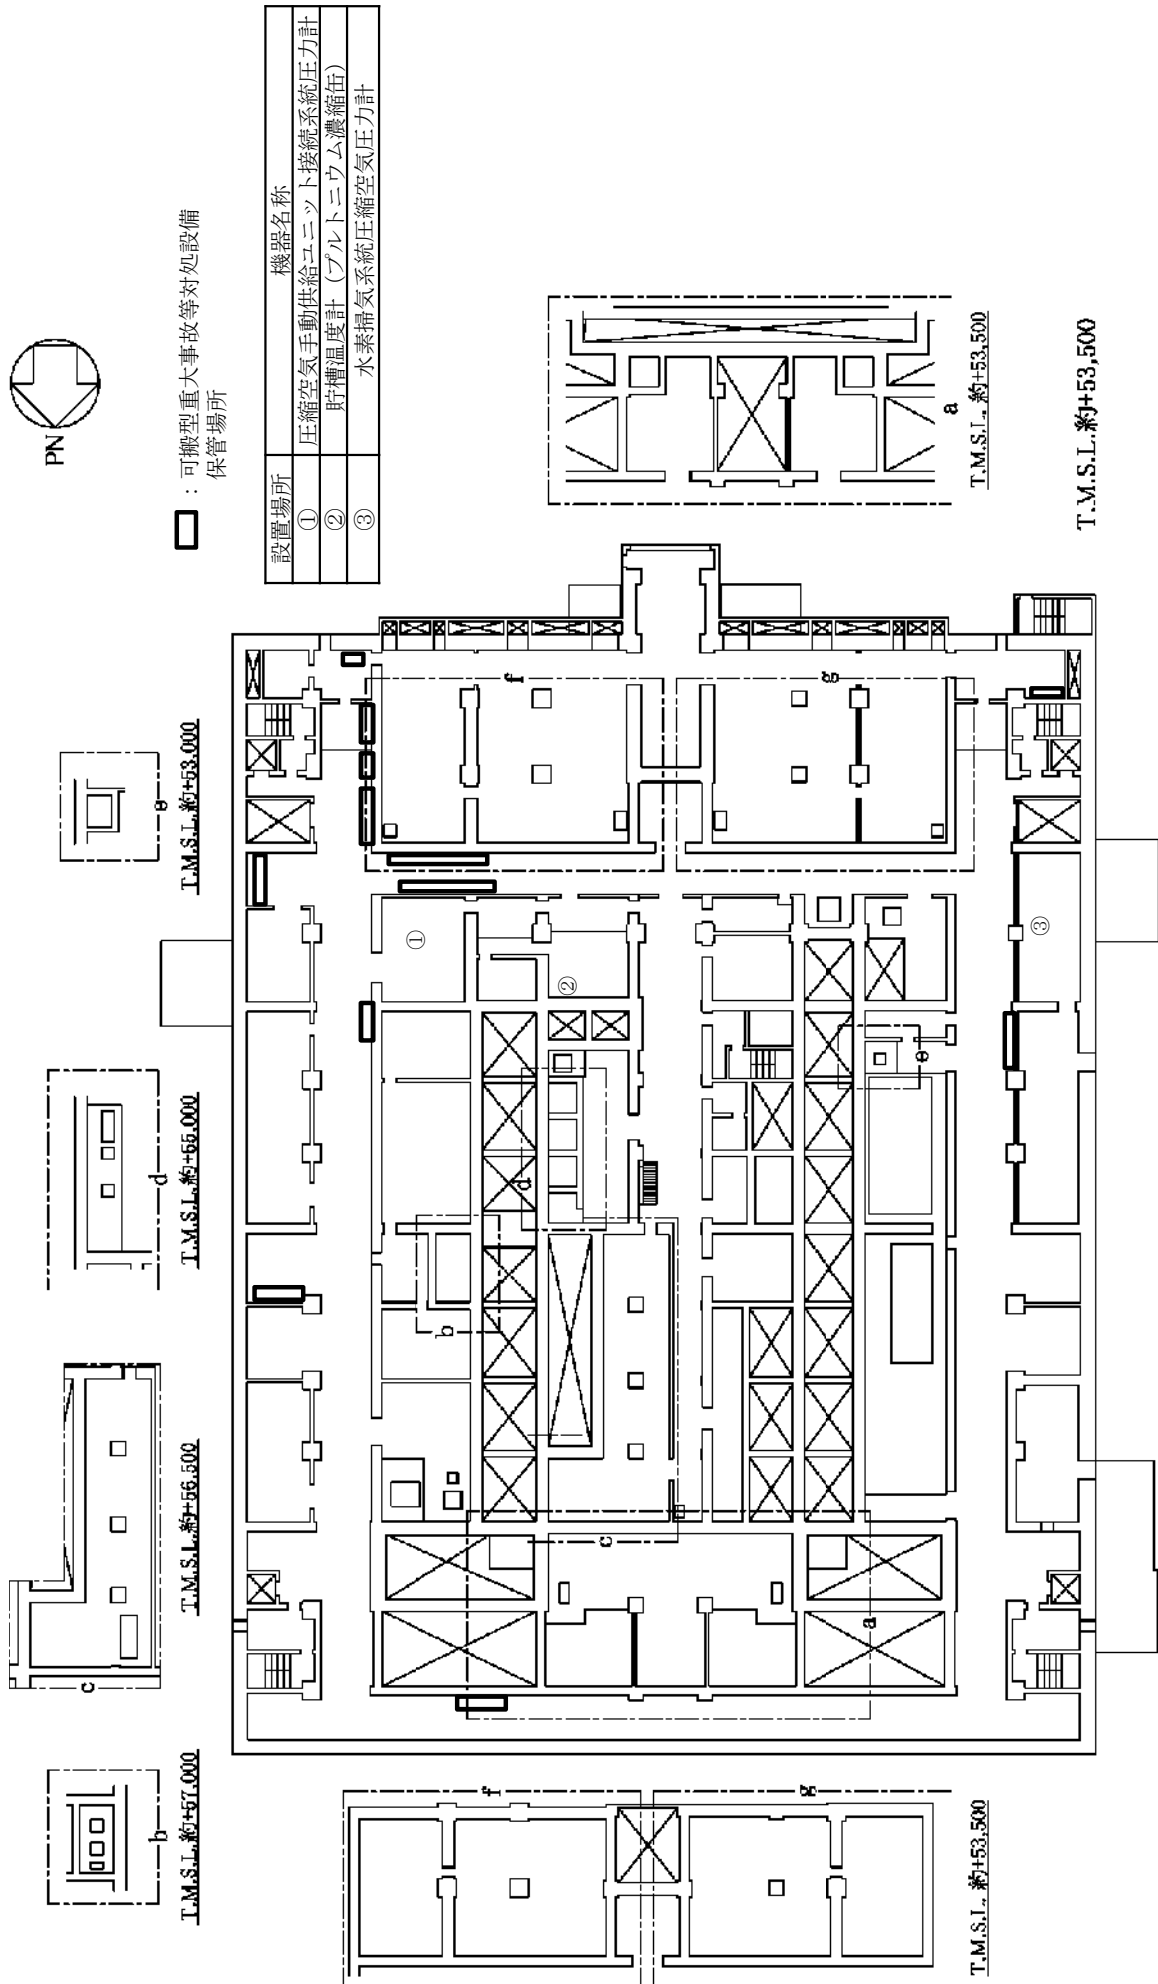 PN
：可搬型重大事故等対処設備
保管場所
設置場所 機器名称
① 圧縮空気手動供給ユニット接続系統圧力計
② 貯槽温度計（プルトニウム濃縮缶）
③ 水素掃気系統圧縮空気圧力計
b
T.M.S.L.約+57,000
c
T.M.S.L.約+56,500
d
T.M.S.L.約+55,000
e
T.M.S.L.約+53,000
f
g
T.M.S.L.約+53,500
a
b
c
d
e
f
g
①
②
③
a
T.M.S.L.約+53,500
T.M.S.L.約+53,500